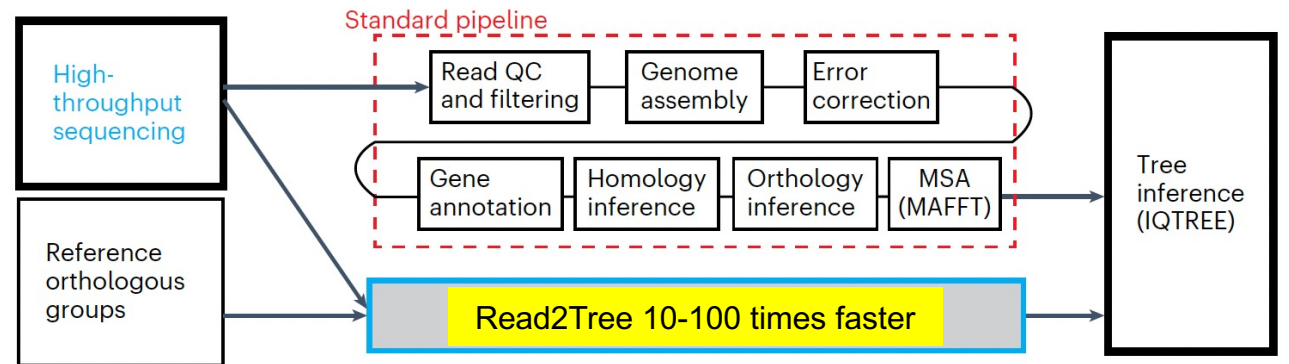 Standard pipeline
High-
throughput
sequencing
Read QC
and filtering
Genome
assembly
Error
correction
Gene
annotation
Homology
inference
Orthology
inference
MSA
(MAFFT)
Tree
inference
(IQTREE)
Reference
orthologous
groups
Read2Tree 10-100 times faster